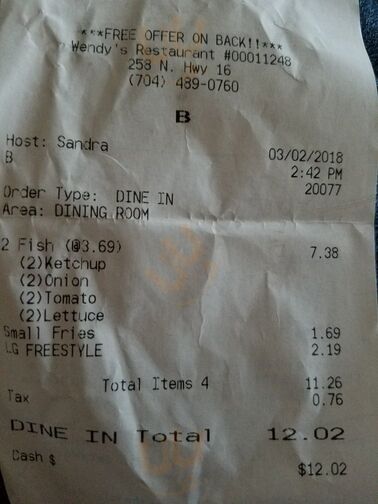 ***FREE OFFER ON BACK!!***
Wendy's Restaurant #00011248
258 N. Hwy 16
(704) 489-0760
B
Host: Sandra 03/02/2018
B 2:42 PM
20077
Order Type: DINE IN
Area: DINING ROOM
2 Fish (@3.69) 7.38
(2)Ketchup
(2)Onion
(2)Tomato
(2)Lettuce
Small Fries 1.69
LG FREESTYLE 2.19
Total Items 4 11.26
Tax 0.76
DINE IN Total 12.02
Cash $ $12.02